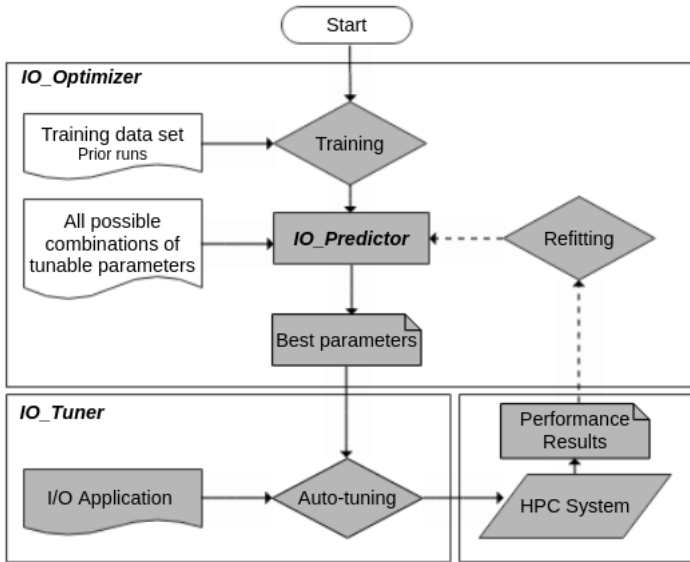 Start
IO_Optimizer
Training data set
Prior runs
Training
All possible
combinations of
tunable parameters
IO_Predictor
Refitting
Best parameters
IO_Tuner
Performance
Results
I/O Application
Auto-tuning
HPC System